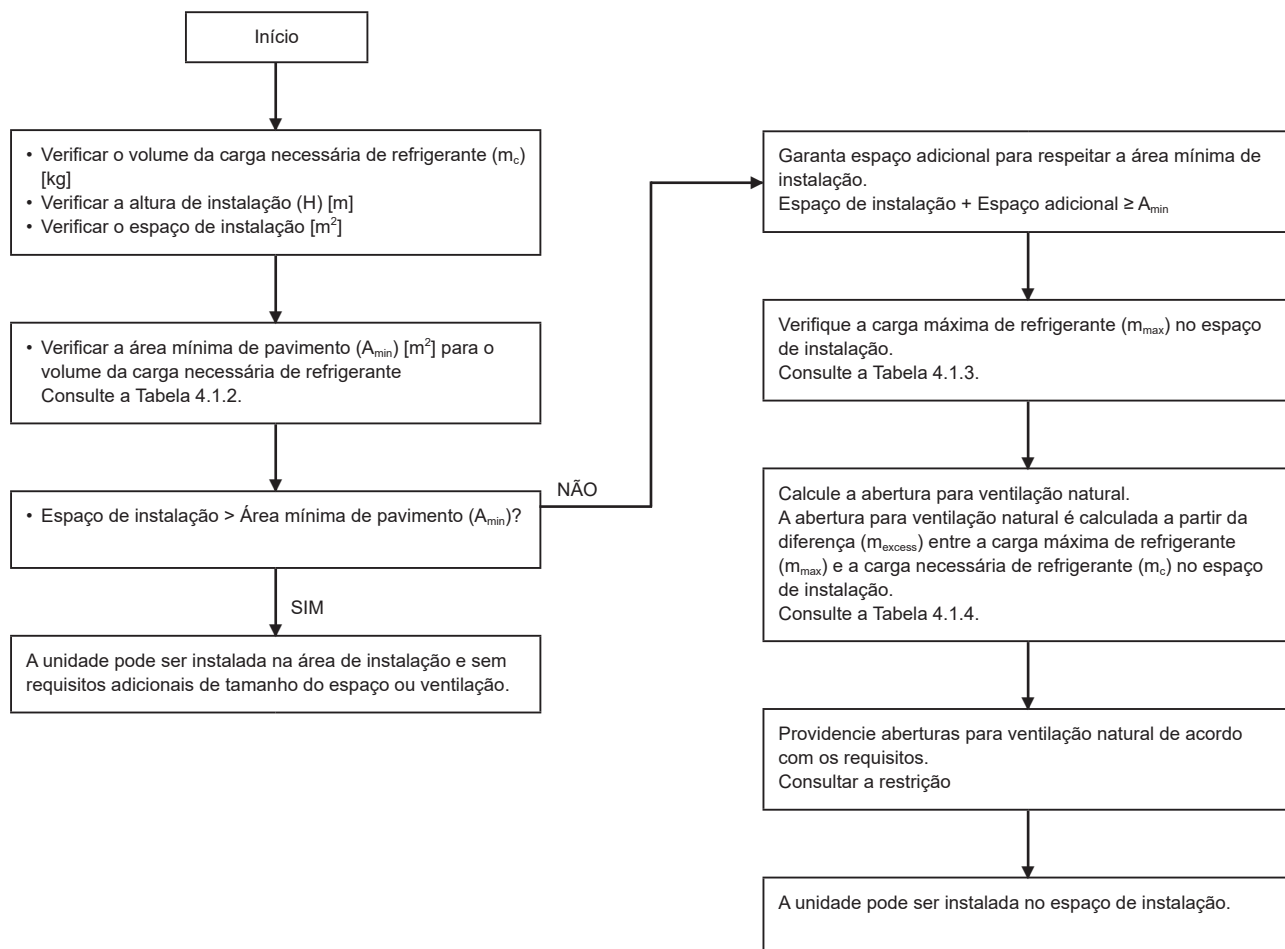 Início
• Verificar o volume da carga necessária de refrigerante (mc)
[kg]
• Verificar a altura de instalação (H) [m]
• Verificar o espaço de instalação [m²]
• Verificar a área mínima de pavimento (Amin) [m²] para o
volume da carga necessária de refrigerante
Consulte a Tabela 4.1.2.
• Espaço de instalação > Área mínima de pavimento (Amin)?
NÃO
SIM
A unidade pode ser instalada na área de instalação e sem
requisitos adicionais de tamanho do espaço ou ventilação.
Garanta espaço adicional para respeitar a área mínima de
instalação.
Espaço de instalação + Espaço adicional ≥ Amin
Verifique a carga máxima de refrigerante (mmax) no espaço
de instalação.
Consulte a Tabela 4.1.3.
Calcule a abertura para ventilação natural.
A abertura para ventilação natural é calculada a partir da
diferença (mexcess) entre a carga máxima de refrigerante
(mmax) e a carga necessária de refrigerante (mc) no espaço
de instalação.
Consulte a Tabela 4.1.4.
Providencie aberturas para ventilação natural de acordo
com os requisitos.
Consultar a restrição
A unidade pode ser instalada no espaço de instalação.